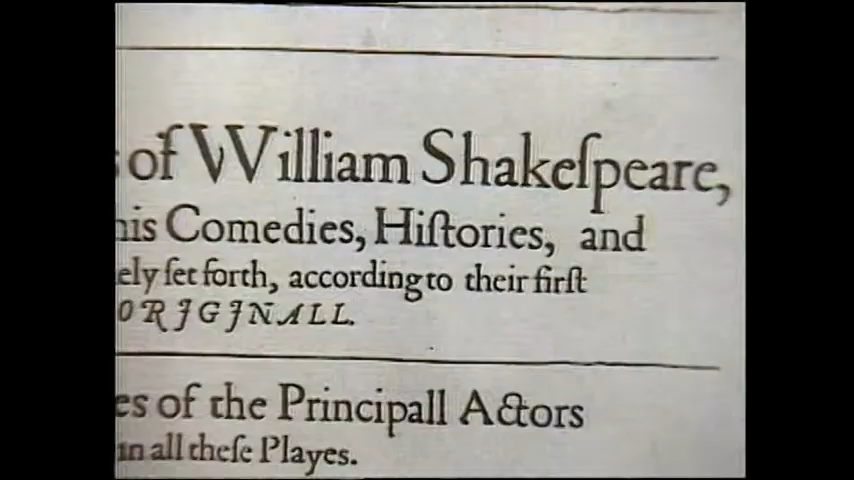 of William Shakeſpeare,
his Comedies, Hiſtories, and
ely ſet forth, according to their firſt
ORJGJNALL.
es of the Principall Actors
in all theſe Playes.